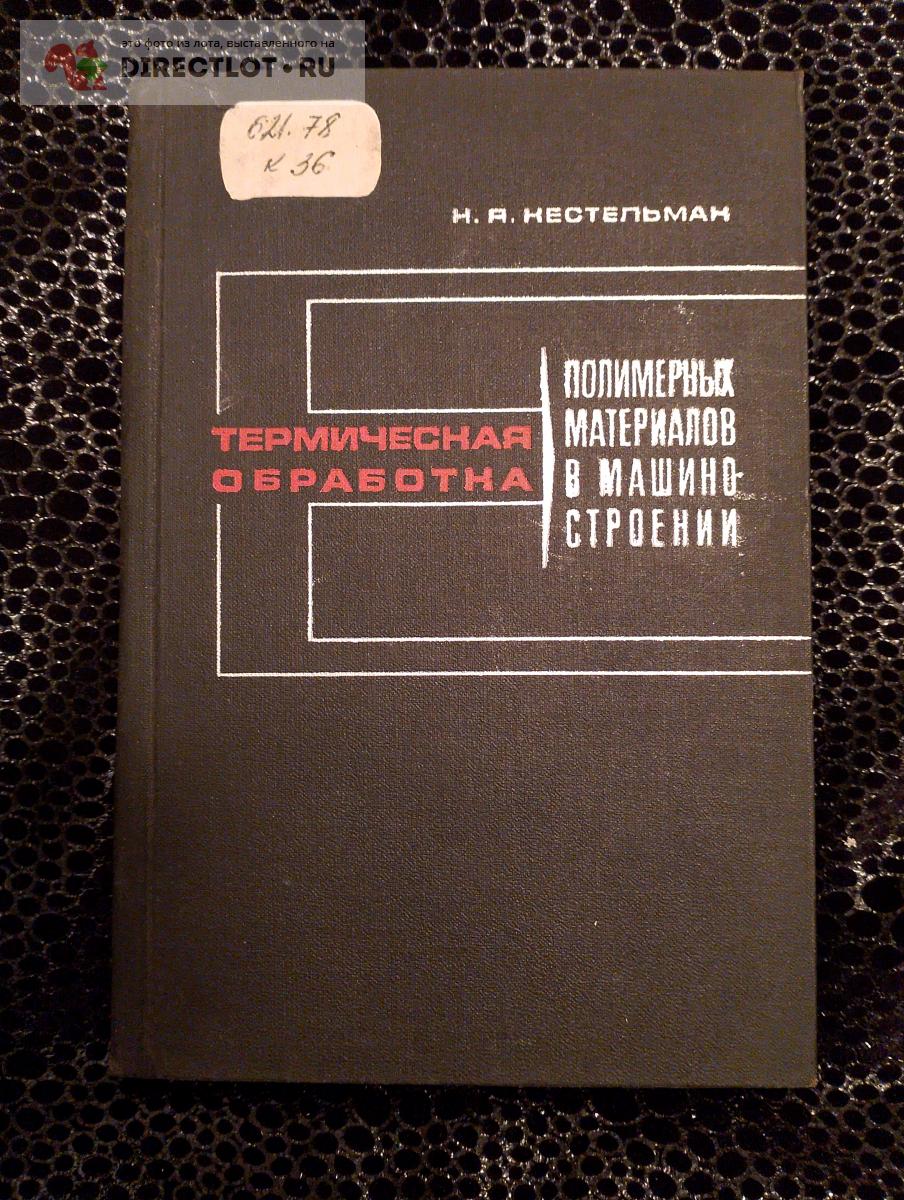 это фото из лота, выставленного на
DIRECTLOT.RU
621.78
К 36
Н. Я. КЕСТЕЛЬМАН
ТЕРМИЧЕСКАЯ
ОБРАБОТКА
ПОЛИМЕРНЫХ
МАТЕРИАЛОВ
В МАШИНО-
СТРОЕНИИ